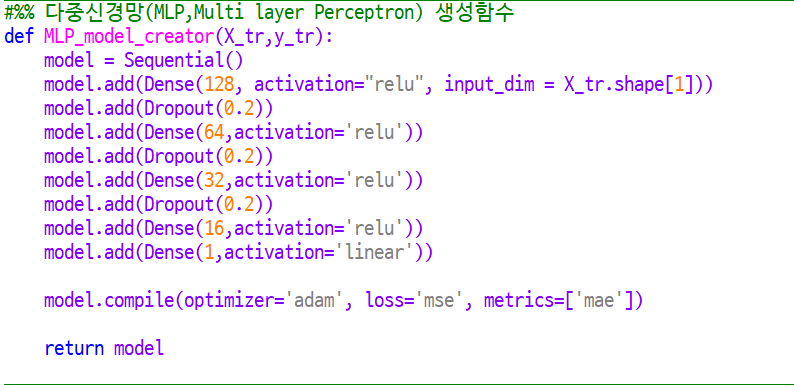 #%% 다중신경망(MLP,Multi layer Perceptron) 생성함수
def MLP_model_creator(X_tr,y_tr):
    model = Sequential()
    model.add(Dense(128, activation="relu", input_dim = X_tr.shape[1]))
    model.add(Dropout(0.2))
    model.add(Dense(64,activation='relu'))
    model.add(Dropout(0.2))
    model.add(Dense(32,activation='relu'))
    model.add(Dropout(0.2))
    model.add(Dense(16,activation='relu'))
    model.add(Dense(1,activation='linear'))
    model.compile(optimizer='adam', loss='mse', metrics=['mae'])
    return model